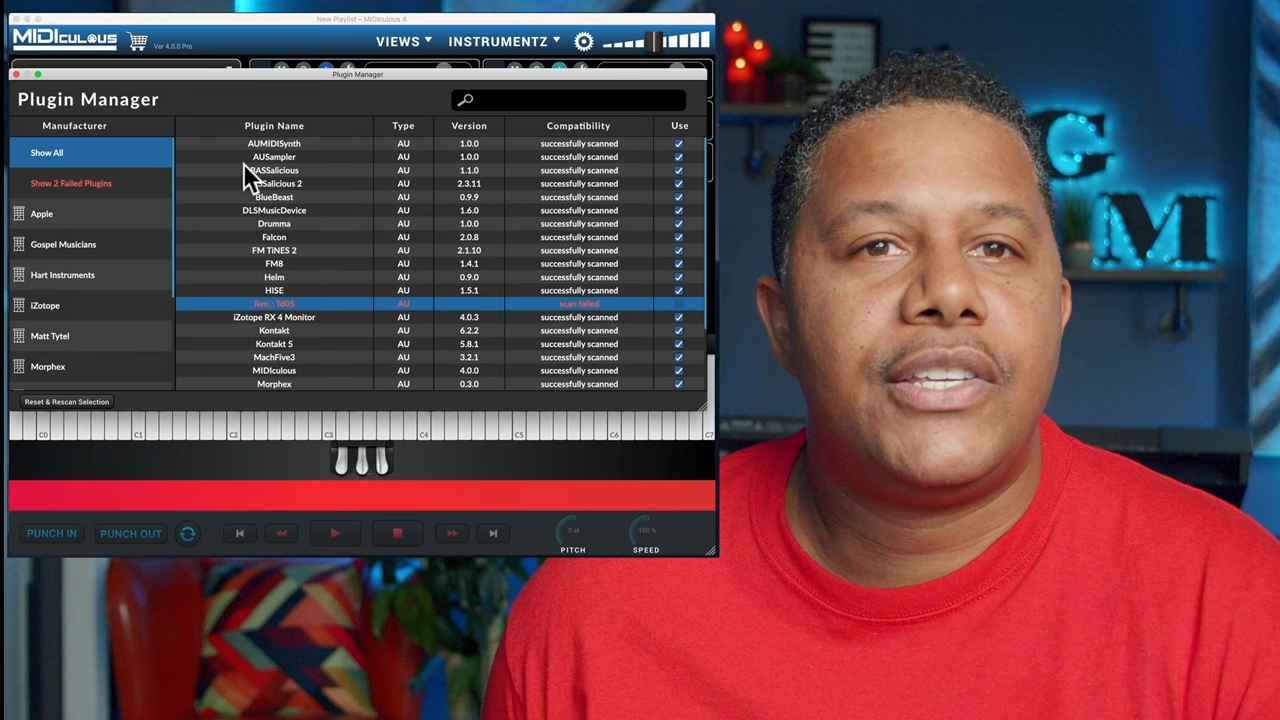 New Playlist – MIDIculous 4
MIDIculous Ver 4.0.0 Pro VIEWS INSTRUMENTZ
Plugin Manager
Plugin Manager
Manufacturer Plugin Name Type Version Compatibility Use
Show All
Show 2 Failed Plugins
Apple
Gospel Musicians
Hart Instruments
iZotope
Matt Tytel
Morphex
AUMIDISynth AU 1.0.0 successfully scanned
AUSampler AU 1.0.0 successfully scanned
BASSalicious AU 1.1.0 successfully scanned
Salicious 2 AU 2.3.11 successfully scanned
BlueBeast AU 0.9.9 successfully scanned
DLSMusicDevice AU 1.6.0 successfully scanned
Drumma AU 1.0.0 successfully scanned
Falcon AU 2.0.8 successfully scanned
FM TINES 2 AU 2.1.10 successfully scanned
FM8 AU 1.4.1 successfully scanned
Helm AU 0.9.0 successfully scanned
HISE AU 1.5.1 successfully scanned
AU scan failed
iZotope RX 4 Monitor AU 4.0.3 successfully scanned
Kontakt AU 6.2.2 successfully scanned
Kontakt 5 AU 5.8.1 successfully scanned
MachFive3 AU 3.2.1 successfully scanned
MIDIculous AU 4.0.0 successfully scanned
Morphex AU 0.3.0 successfully scanned
Reset & Rescan Selection
C0 C1 C2 C3 C4 C5 C6 C7
PUNCH IN PUNCH OUT
0 st
PITCH
100 %
SPEED
G
M